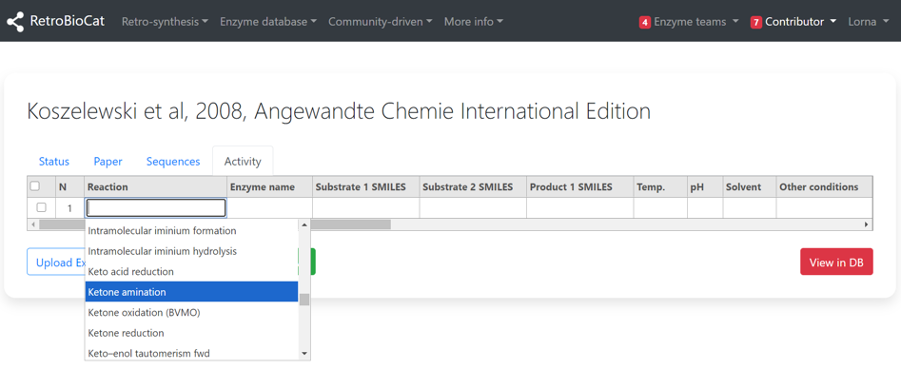 RetroBioCat Retro-synthesis Enzyme database Community-driven More info 4 Enzyme teams 7 Contributor Lorna
Koszelewski et al, 2008, Angewandte Chemie International Edition
Status Paper Sequences Activity
N Reaction Enzyme name Substrate 1 SMILES Substrate 2 SMILES Product 1 SMILES Temp. pH Solvent Other conditions
1
Intramolecular iminium formation
Intramolecular iminium hydrolysis
Upload Ex View in DB
Keto acid reduction
Ketone amination
Ketone oxidation (BVMO)
Ketone reduction
Keto–enol tautomerism fwd